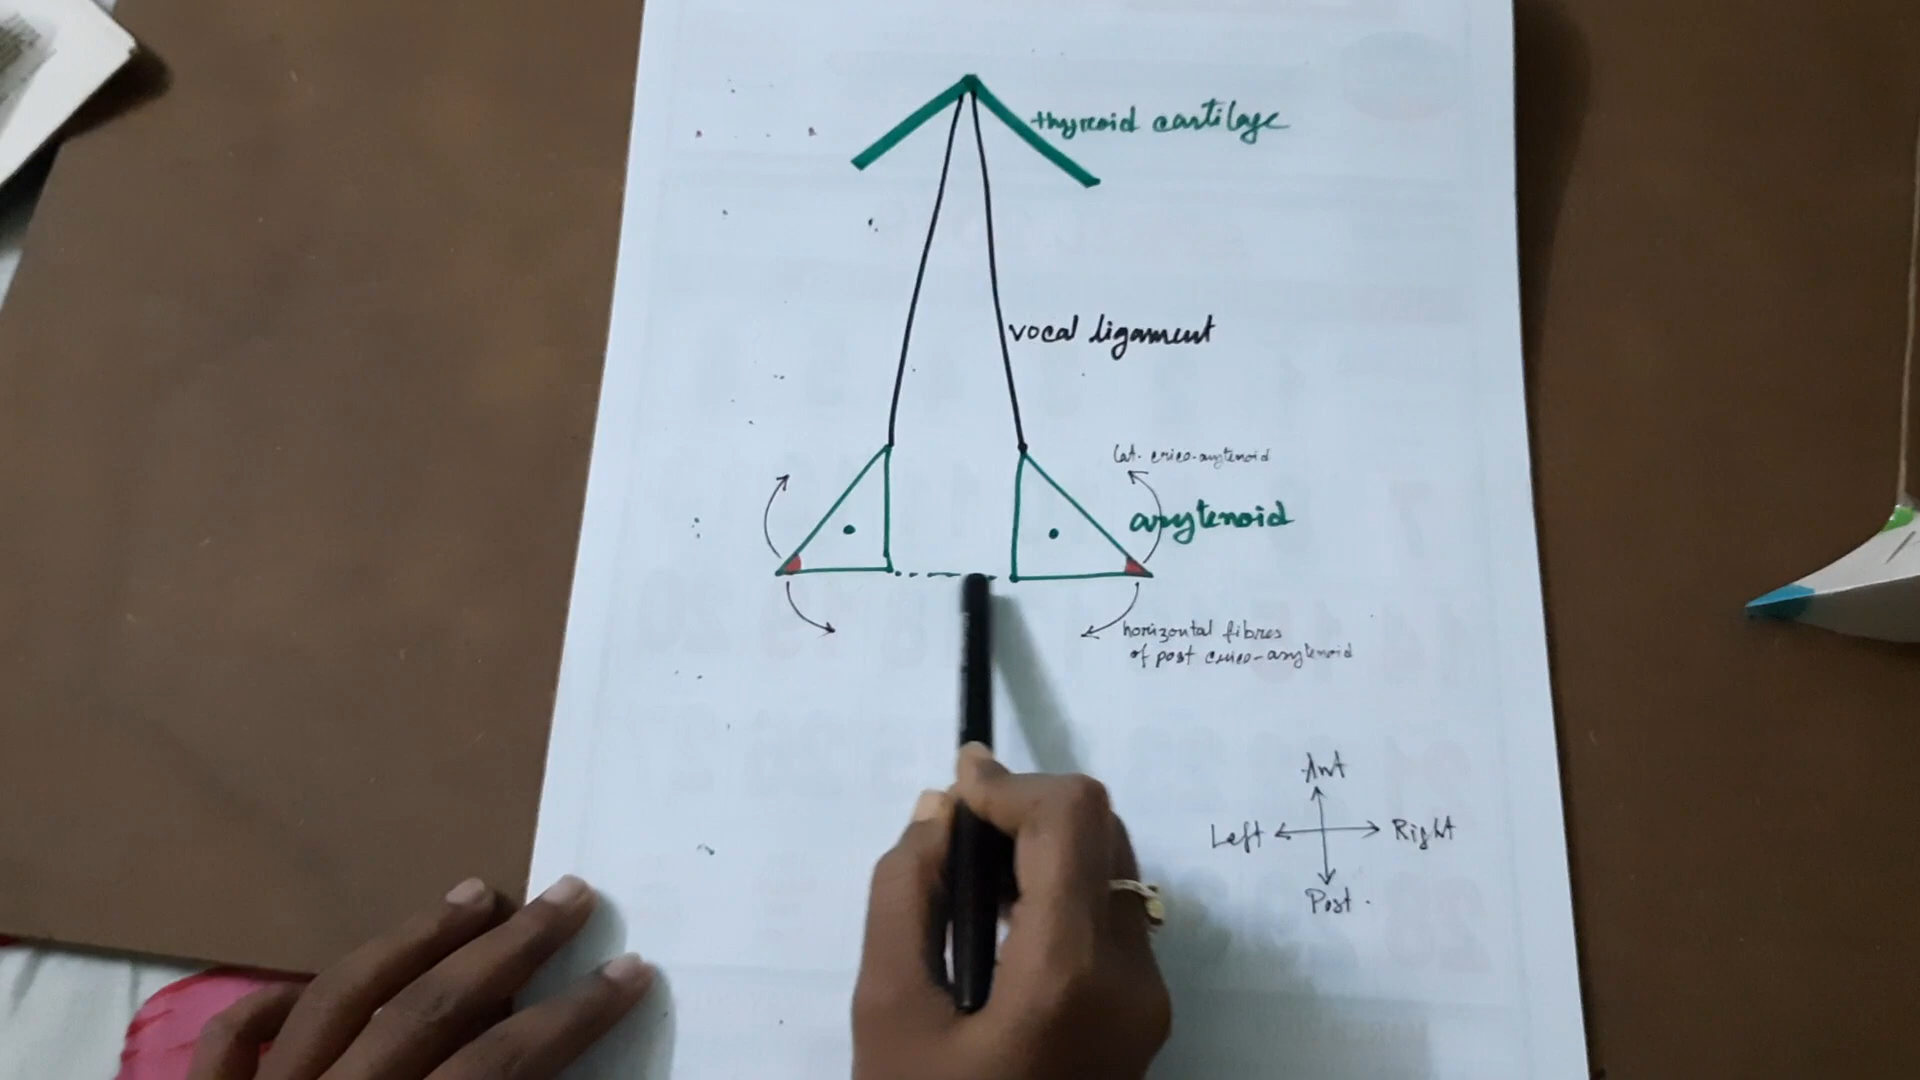 thyroid cartilage
vocal ligament
lat. crico-arytenoid
arytenoid
horizontal fibres
of post crico-arytenoid
Ant
Left
Right
Post.